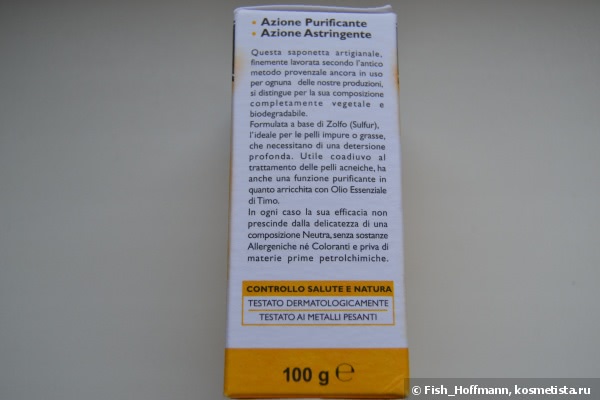 • Azione Purificante
• Azione Astringente
Questa saponetta artigianale,
finemente lavorata secondo l'antico
metodo provenzale ancora in uso
per ognuna delle nostre produzioni,
si distingue per la sua composizione
completamente vegetale e
biodegradabile.
Formulata a base di Zolfo (Sulfur),
l'ideale per le pelli impure o grasse,
che necessitano di una detersione
profonda. Utile coadiuvo al
trattamento delle pelli acneiche, ha
anche una funzione purificante in
quanto arricchita con Olio Essenziale
di Timo.
In ogni caso la sua efficacia non
prescinde dalla delicatezza di una
composizione Neutra, senza sostanze
Allergeniche né Coloranti e priva di
materie prime petrolchimiche.
CONTROLLO SALUTE E NATURA
TESTATO DERMATOLOGICAMENTE
TESTATO AI METALLI PESANTI
100 g ℮
© Fish_Hoffmann, kosmetista.ru